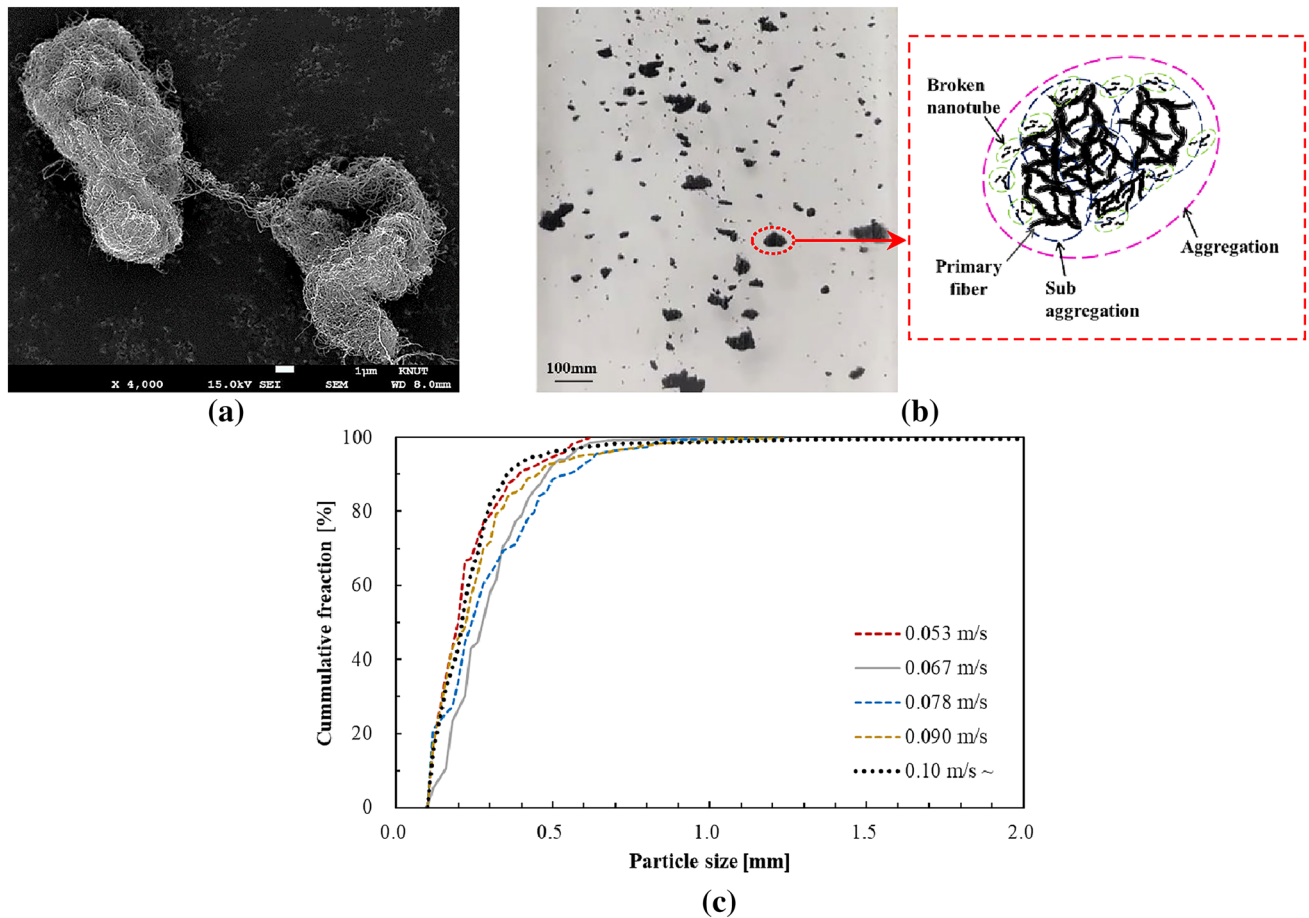 X 4,000 15.0kV SEI SEM 1μm KNUT WD 8.0mm
(a)
100mm
Broken
nanotube
Primary
fiber
Sub
aggregation
Aggregation
(b)
Cummulative freaction [%]
100
80
60
40
20
0
0.053 m/s
0.067 m/s
0.078 m/s
0.090 m/s
0.10 m/s ~
0.0 0.5 1.0 1.5 2.0
Particle size [mm]
(c)